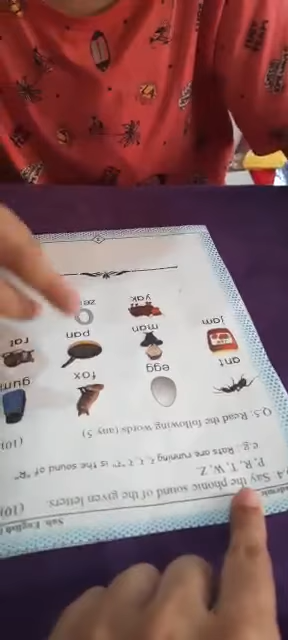 Q.4 Say the phonic sound of the given letters. (10)
P, R, T, W, Z.
e.g. Rats are running r, r, r is the sound of "R"
Q.5: Read the following words (any 5) (10)
ant egg fox gum
jam man pan rat
yak